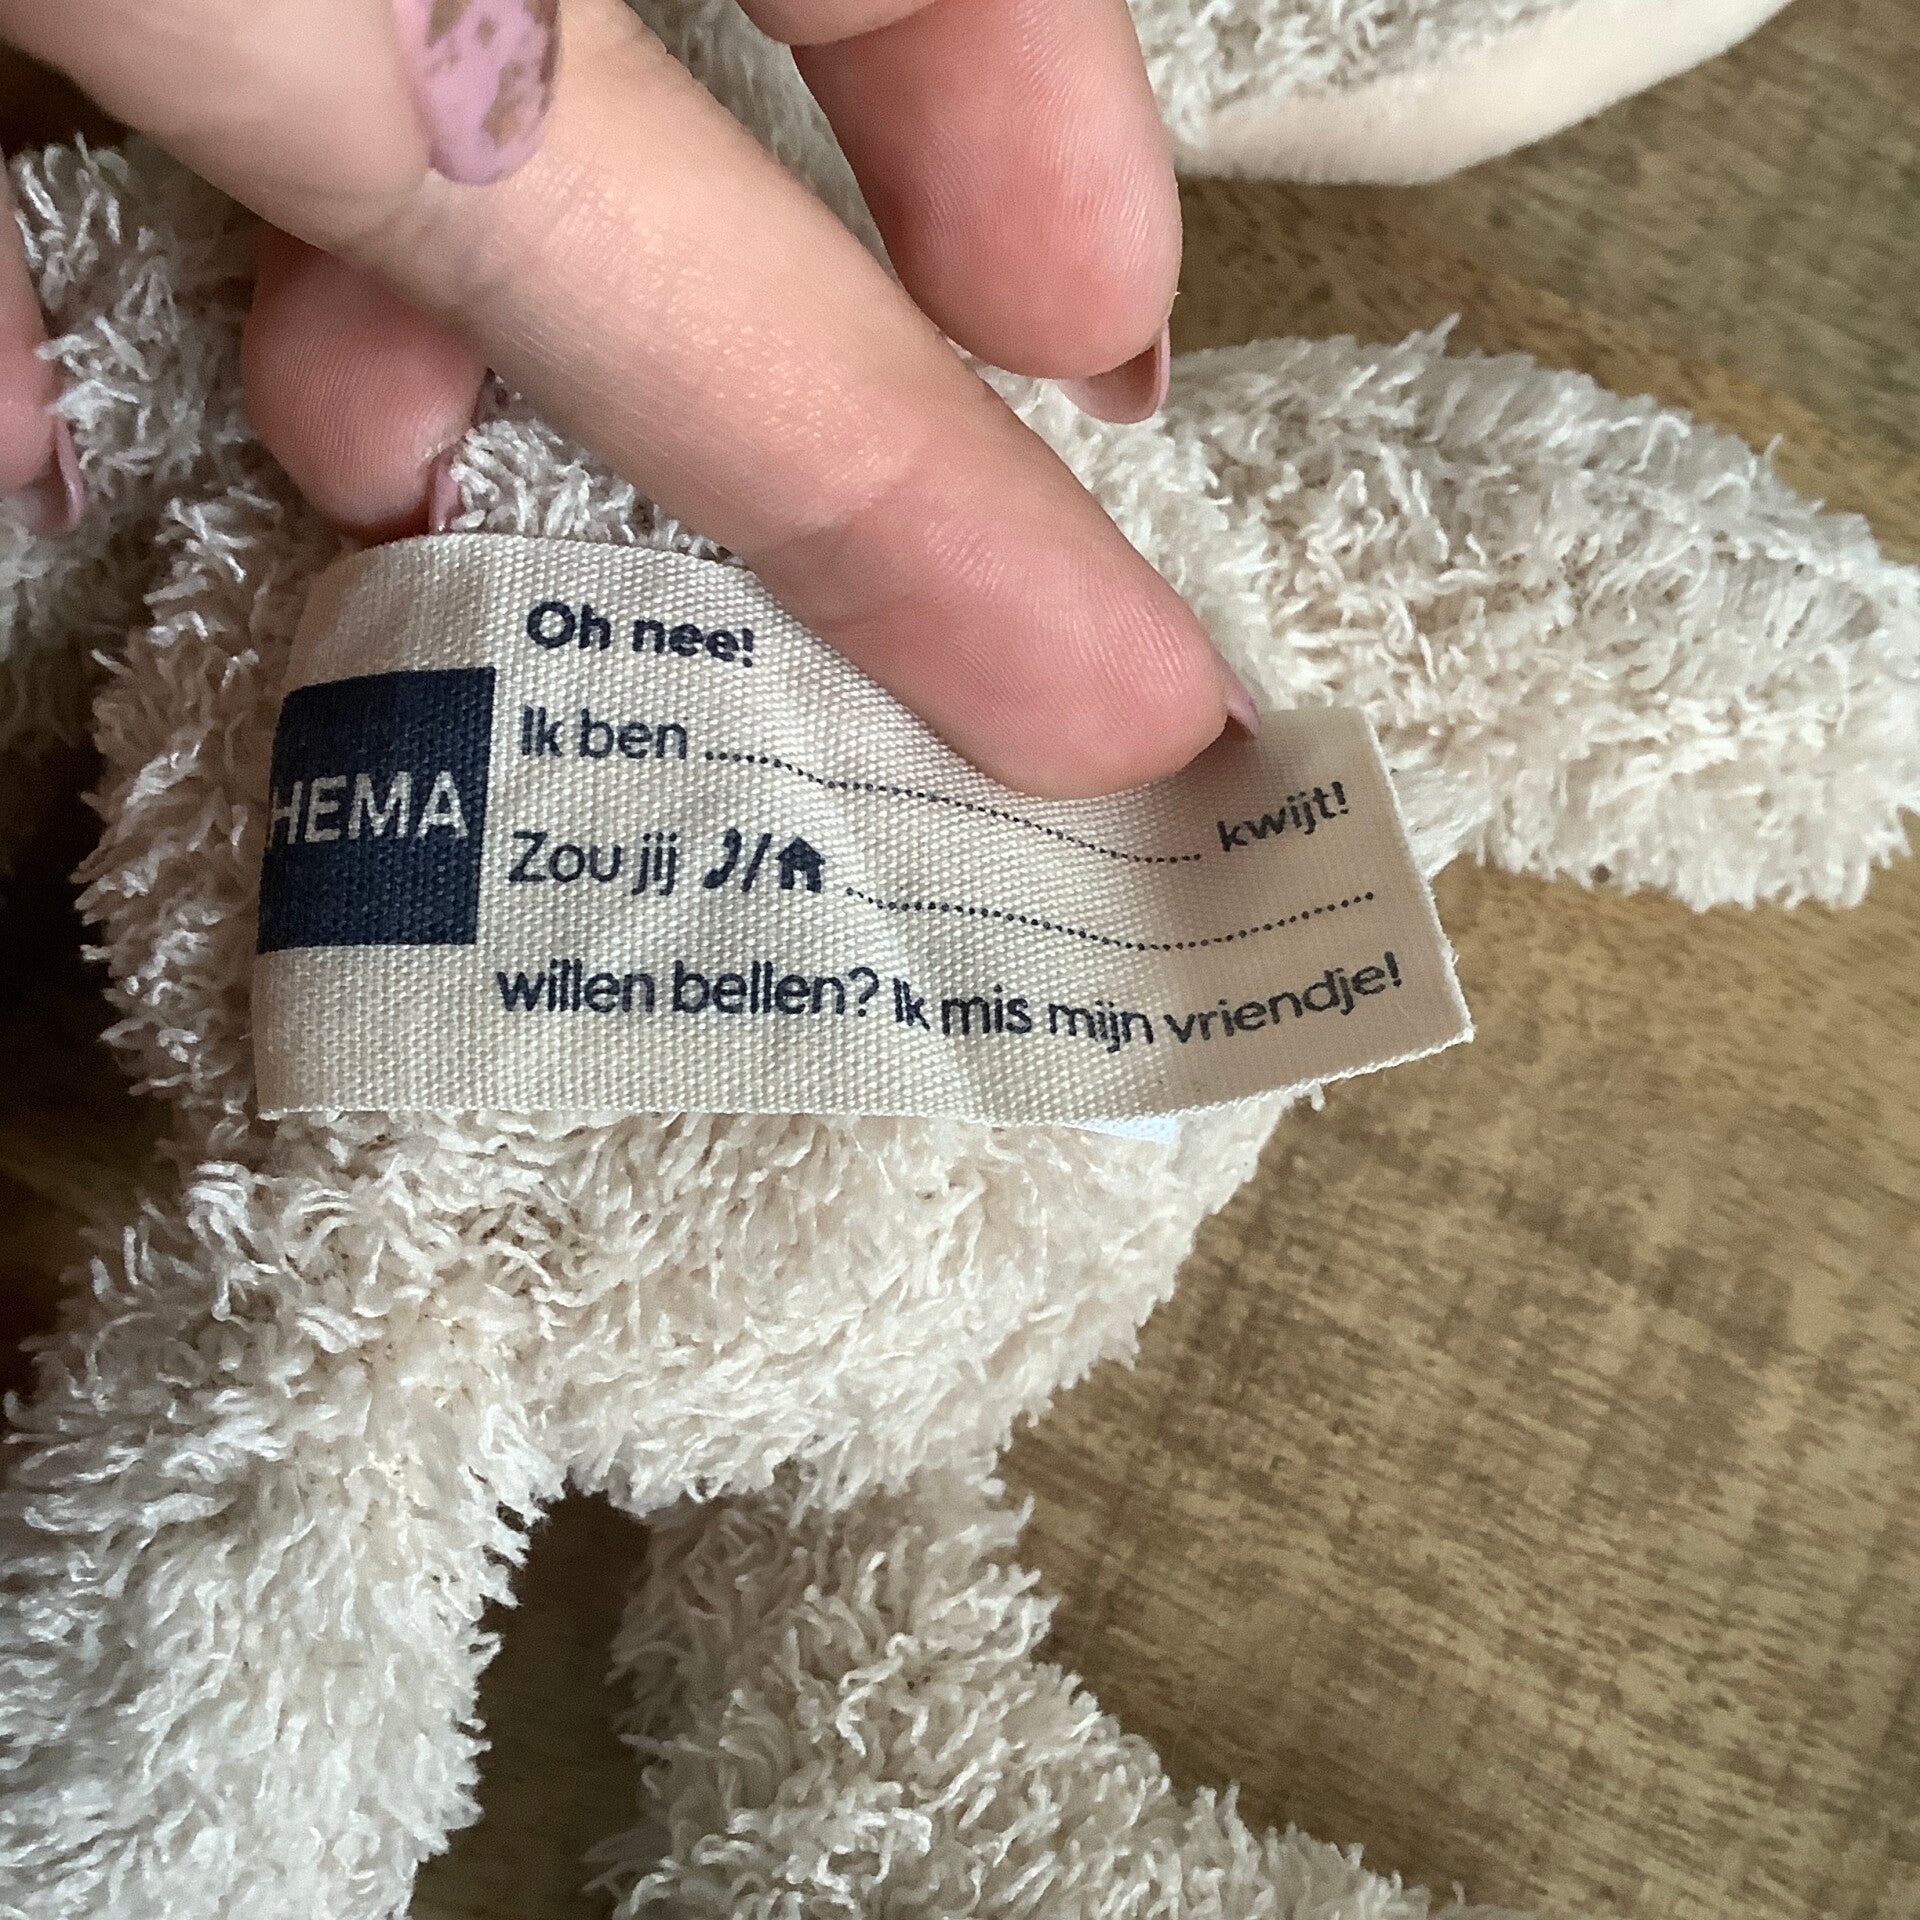 HEMA
Oh nee!
Ik ben .......... kwijt!
Zou jij / ..........
willen bellen? Ik mis mijn vriendje!